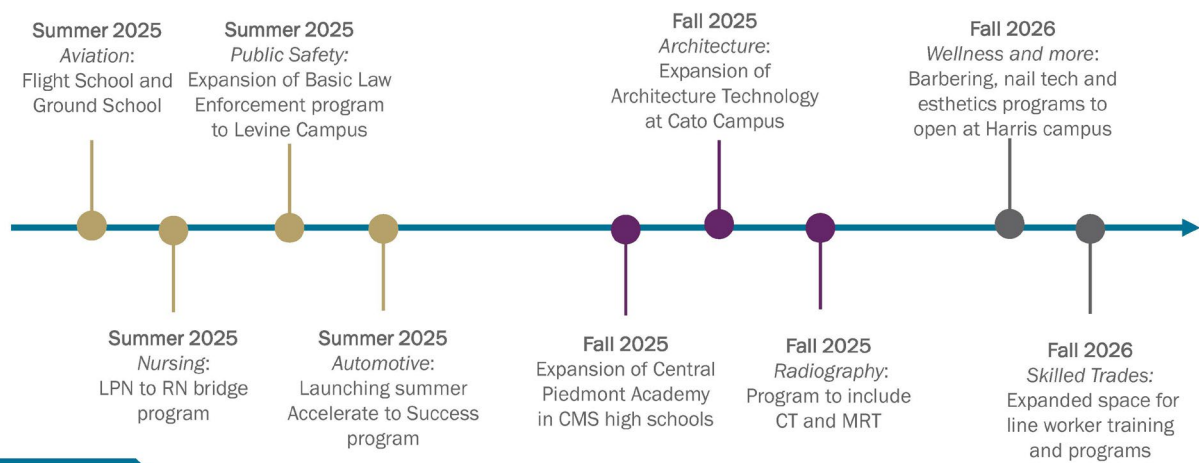 Summer 2025
Aviation:
Flight School and
Ground School
Summer 2025
Public Safety:
Expansion of Basic Law
Enforcement program
to Levine Campus
Fall 2025
Architecture:
Expansion of
Architecture Technology
at Cato Campus
Fall 2026
Wellness and more:
Barbering, nail tech and
esthetics programs to
open at Harris campus
Summer 2025
Nursing:
LPN to RN bridge
program
Summer 2025
Automotive:
Launching summer
Accelerate to Success
program
Fall 2025
Expansion of Central
Piedmont Academy
in CMS high schools
Fall 2025
Radiography:
Program to include
CT and MRT
Fall 2026
Skilled Trades:
Expanded space for
line worker training
and programs